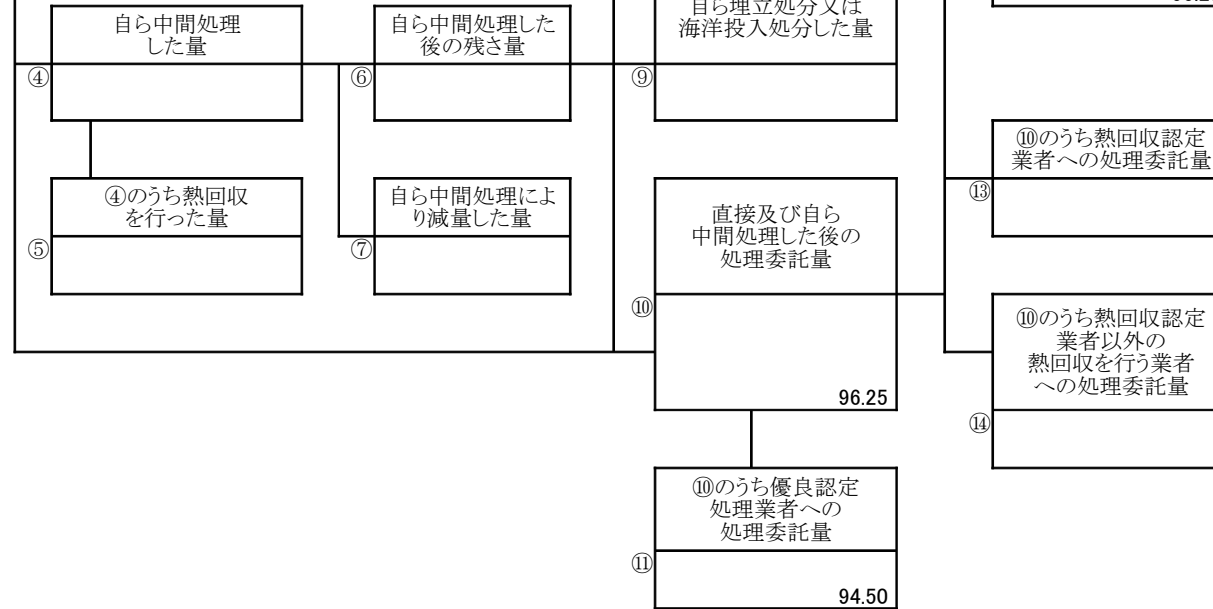 自ら中間処理
した量
④
自ら中間処理した
後の残さ量
⑥
自ら埋立処分又は
海洋投入処分した量
⑨
④のうち熱回収
を行った量
⑤
自ら中間処理によ
り減量した量
⑦
直接及び自ら
中間処理した後の
処理委託量
⑩
96.25
⑩のうち優良認定
処理業者への
処理委託量
⑪
94.50
⑩のうち熱回収認定
業者への処理委託量
⑬
⑩のうち熱回収認定
業者以外の
熱回収を行う業者
への処理委託量
⑭